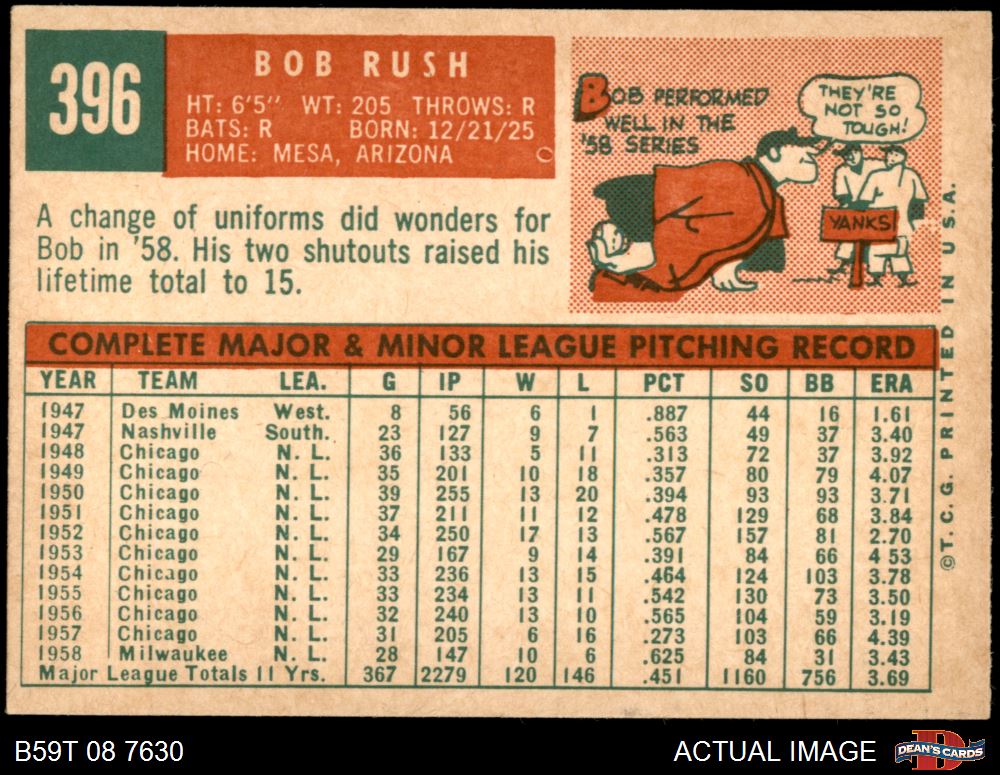 396
BOB RUSH
HT: 6'5" WT: 205 THROWS: R
BATS: R BORN: 12/21/25
HOME: MESA, ARIZONA
BOB PERFORMED
WELL IN THE
'58 SERIES
THEY'RE
NOT SO
TOUGH!
YANKS!
A change of uniforms did wonders for
Bob in '58. His two shutouts raised his
lifetime total to 15.
COMPLETE MAJOR & MINOR LEAGUE PITCHING RECORD
YEAR TEAM LEA. G IP W L PCT SO BB ERA
1947 Des Moines West. 8 56 6 1 .887 44 16 1.61
1947 Nashville South. 23 127 9 7 .563 49 37 3.40
1948 Chicago N. L. 36 133 5 11 .313 72 37 3.92
1949 Chicago N. L. 35 201 10 18 .357 80 79 4.07
1950 Chicago N. L. 39 255 13 20 .394 93 93 3.71
1951 Chicago N. L. 37 211 11 12 .478 129 68 3.84
1952 Chicago N. L. 34 250 17 13 .567 157 81 2.70
1953 Chicago N. L. 29 167 9 14 .391 84 66 4 53
1954 Chicago N. L. 33 236 13 15 .464 124 103 3.78
1955 Chicago N. L. 33 234 13 11 .542 130 73 3.50
1956 Chicago N. L. 32 240 13 10 .565 104 59 3.19
1957 Chicago N. L. 31 205 6 16 .273 103 66 4.39
1958 Milwaukee N. L. 28 147 10 6 .625 84 31 3.43
Major League Totals 11 Yrs. 367 2279 120 146 .451 1160 756 3.69
©T.C.G. PRINTED IN U.S.A.
B59T 08 7630
ACTUAL IMAGE
D
DEAN'S CARDS